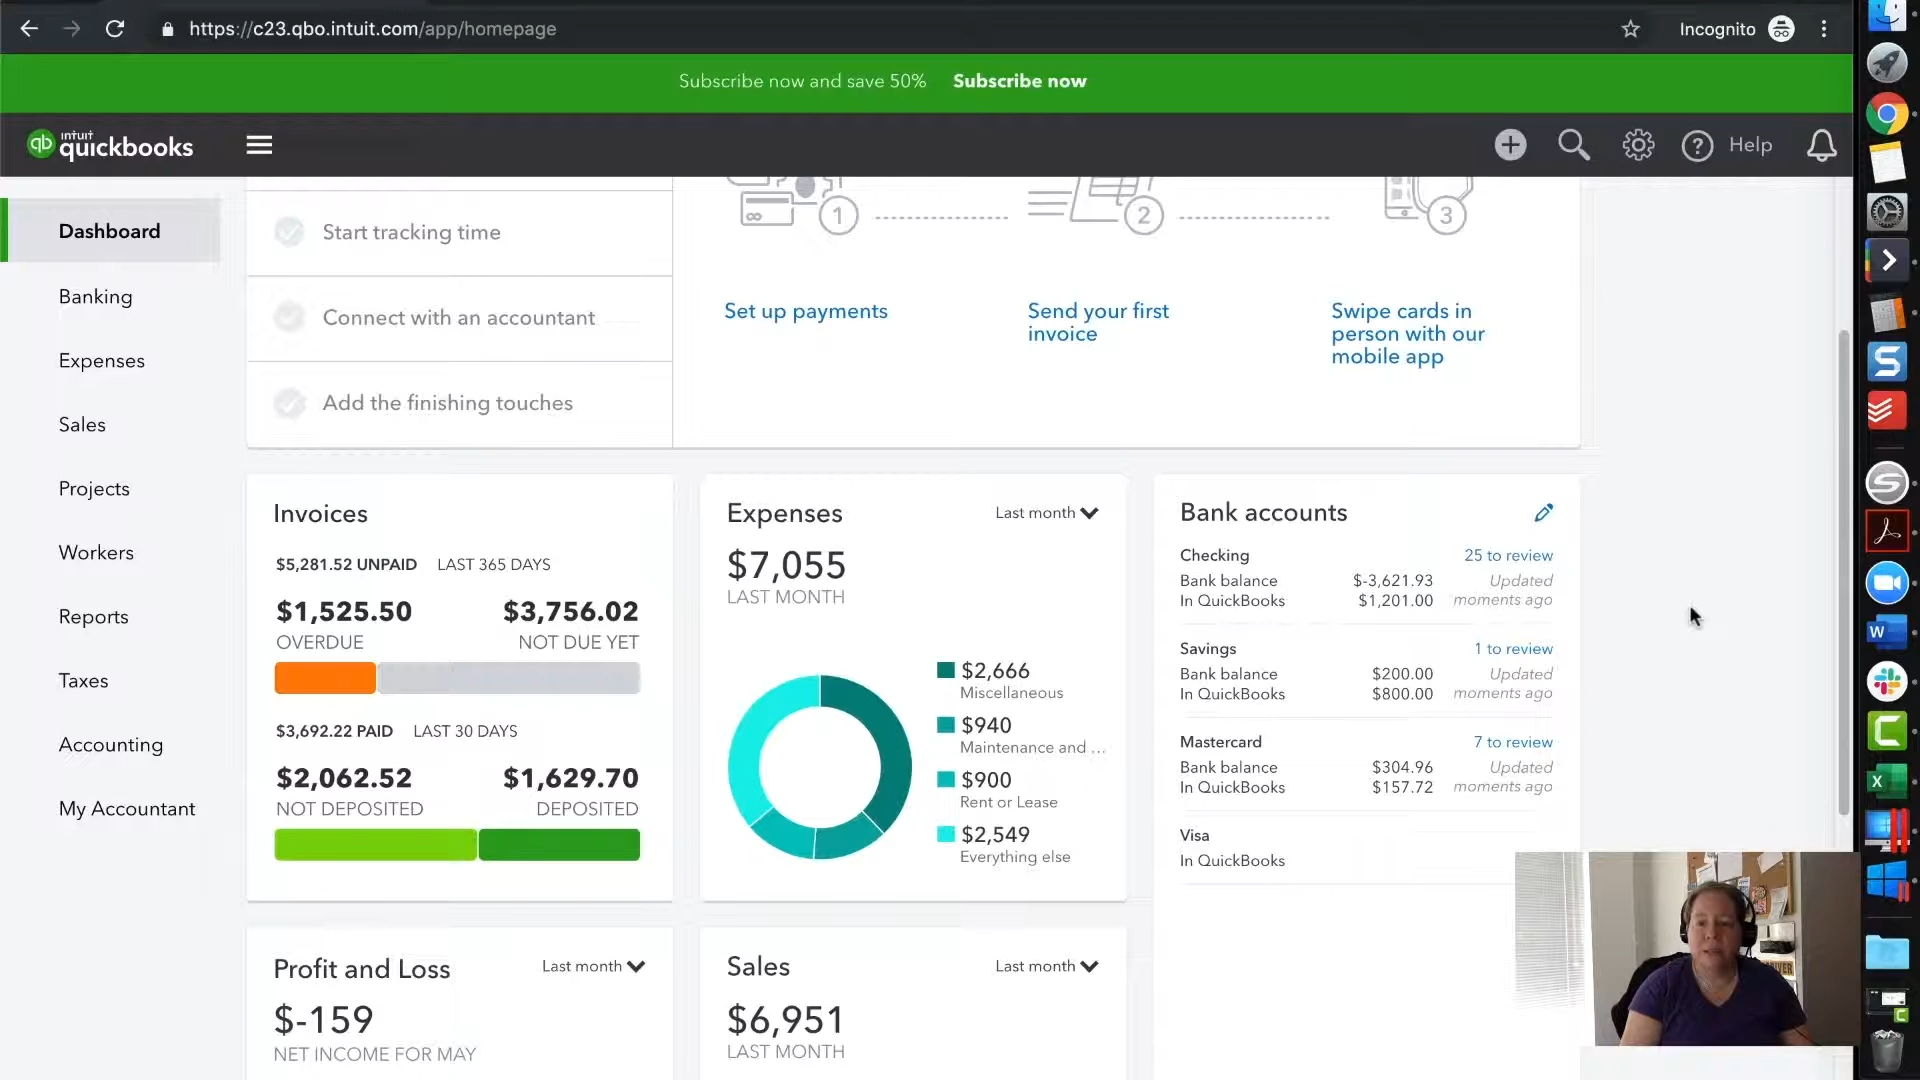 https://c23.qbo.intuit.com/app/homepage
Incognito
Subscribe now and save 50% Subscribe now
intuit
quickbooks
Help
Dashboard
Banking
Expenses
Sales
Projects
Workers
Reports
Taxes
Accounting
My Accountant
Start tracking time
Connect with an accountant
Add the finishing touches
1
2
3
Set up payments
Send your first
invoice
Swipe cards in
person with our
mobile app
Invoices
$5,281.52 UNPAID LAST 365 DAYS
$1,525.50 $3,756.02
OVERDUE NOT DUE YET
$3,692.22 PAID LAST 30 DAYS
$2,062.52 $1,629.70
NOT DEPOSITED DEPOSITED
Expenses Last month
$7,055
LAST MONTH
$2,666
Miscellaneous
$940
Maintenance and ...
$900
Rent or Lease
$2,549
Everything else
Bank accounts
Checking 25 to review
Bank balance $-3,621.93 Updated
In QuickBooks $1,201.00 moments ago
Savings 1 to review
Bank balance $200.00 Updated
In QuickBooks $800.00 moments ago
Mastercard 7 to review
Bank balance $304.96 Updated
In QuickBooks $157.72 moments ago
Visa
In QuickBooks
Profit and Loss Last month
$-159
NET INCOME FOR MAY
Sales Last month
$6,951
LAST MONTH